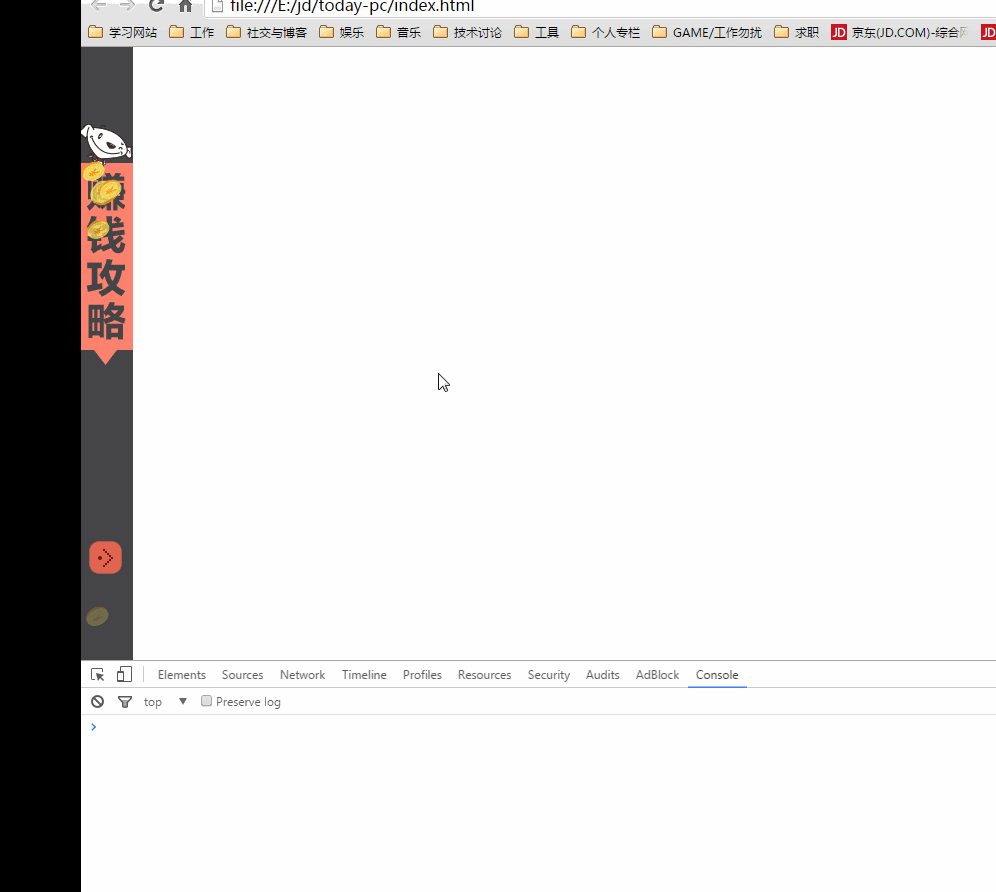 file:///E:/jd/today-pc/index.html
学习网站 工作 社交与博客 娱乐 音乐 技术讨论 工具 个人专栏 GAME/工作勿扰 求职 JD 京东(JD.COM)-综合 JD
赚
钱
攻
略
Elements Sources Network Timeline Profiles Resources Security Audits AdBlock Console
top ▼ Preserve log
>